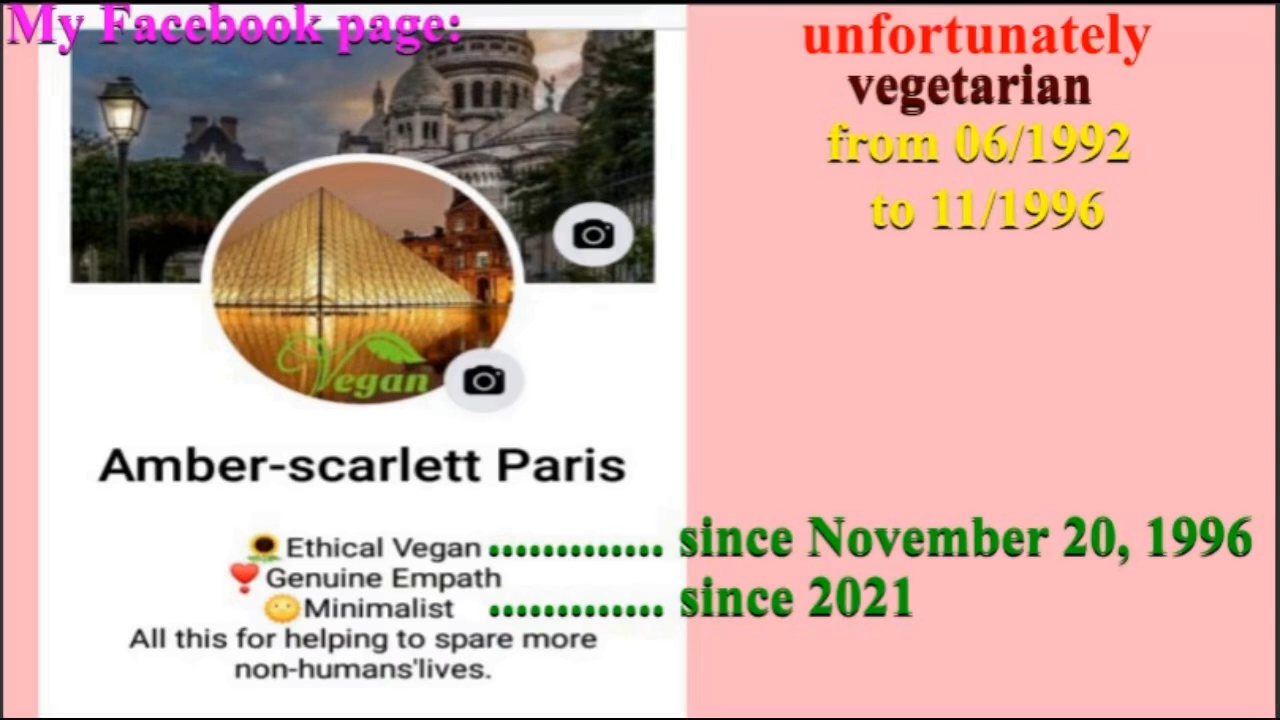 My Facebook page:
unfortunately
vegetarian
from 06/1992
to 11/1996
Vegan
Amber-scarlett Paris
🌻Ethical Vegan ............. since November 20, 1996
❣️Genuine Empath
🌝Minimalist ............. since 2021
All this for helping to spare more
non-humans'lives.